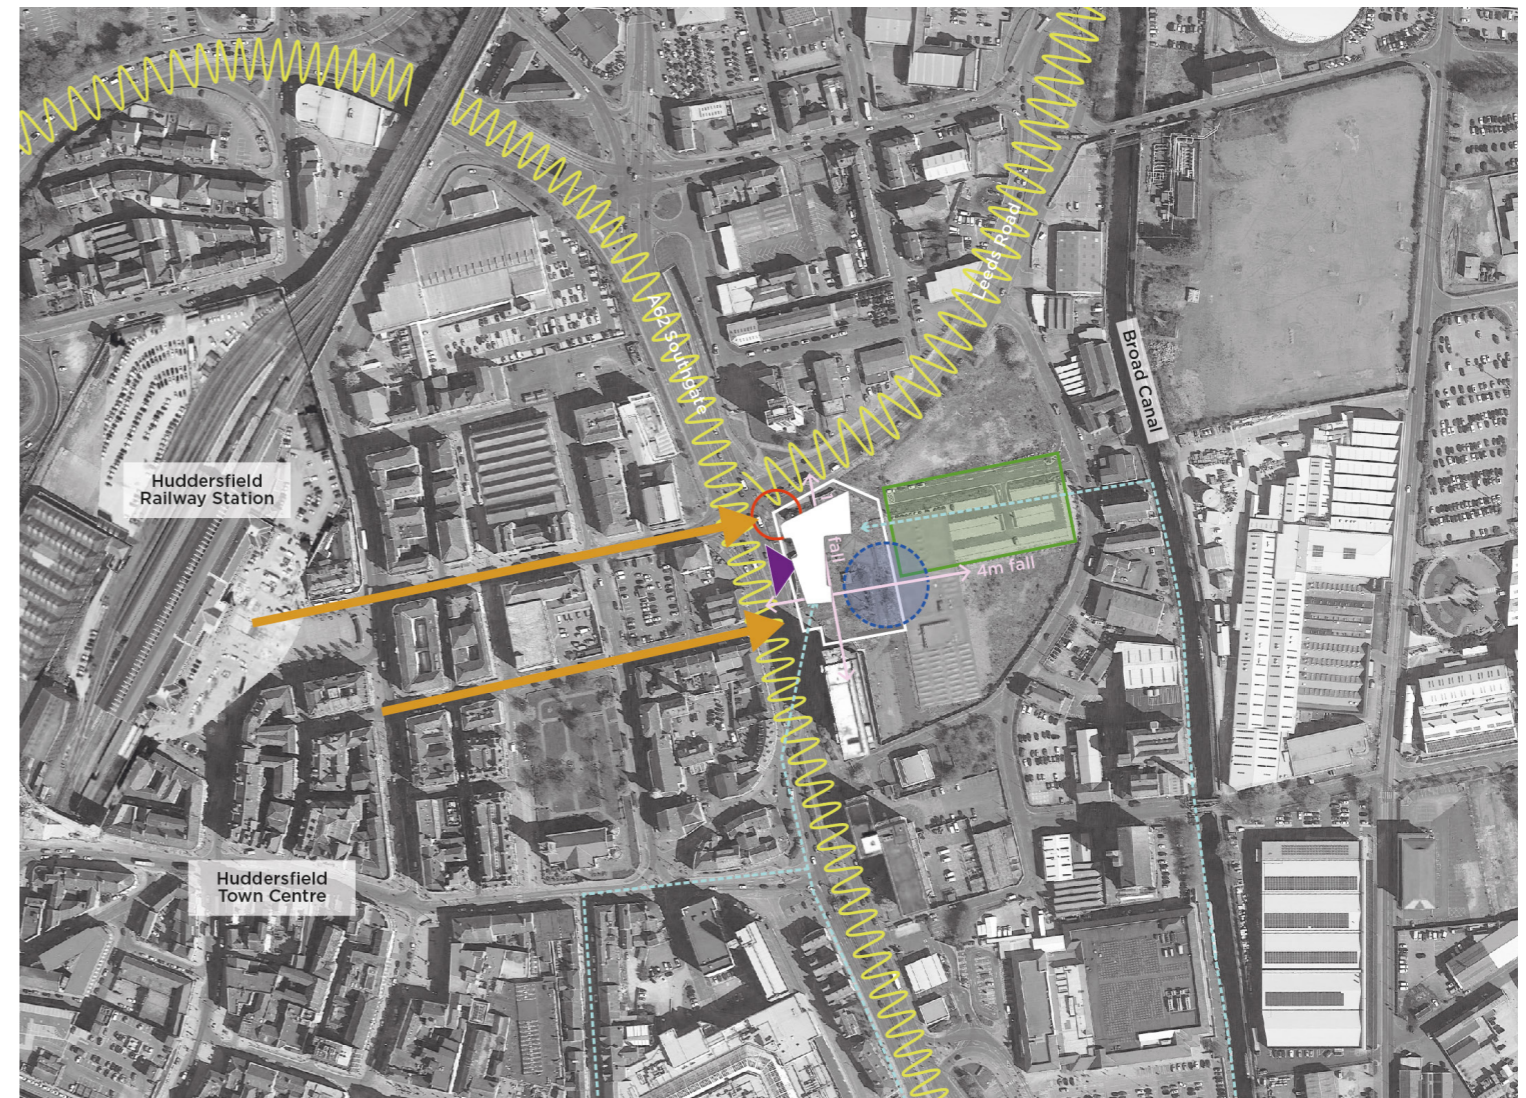 Leeds Road
A62 Southgate
Broad Canal
Huddersfield
Railway Station
fall
4m fall
Huddersfield
Town Centre